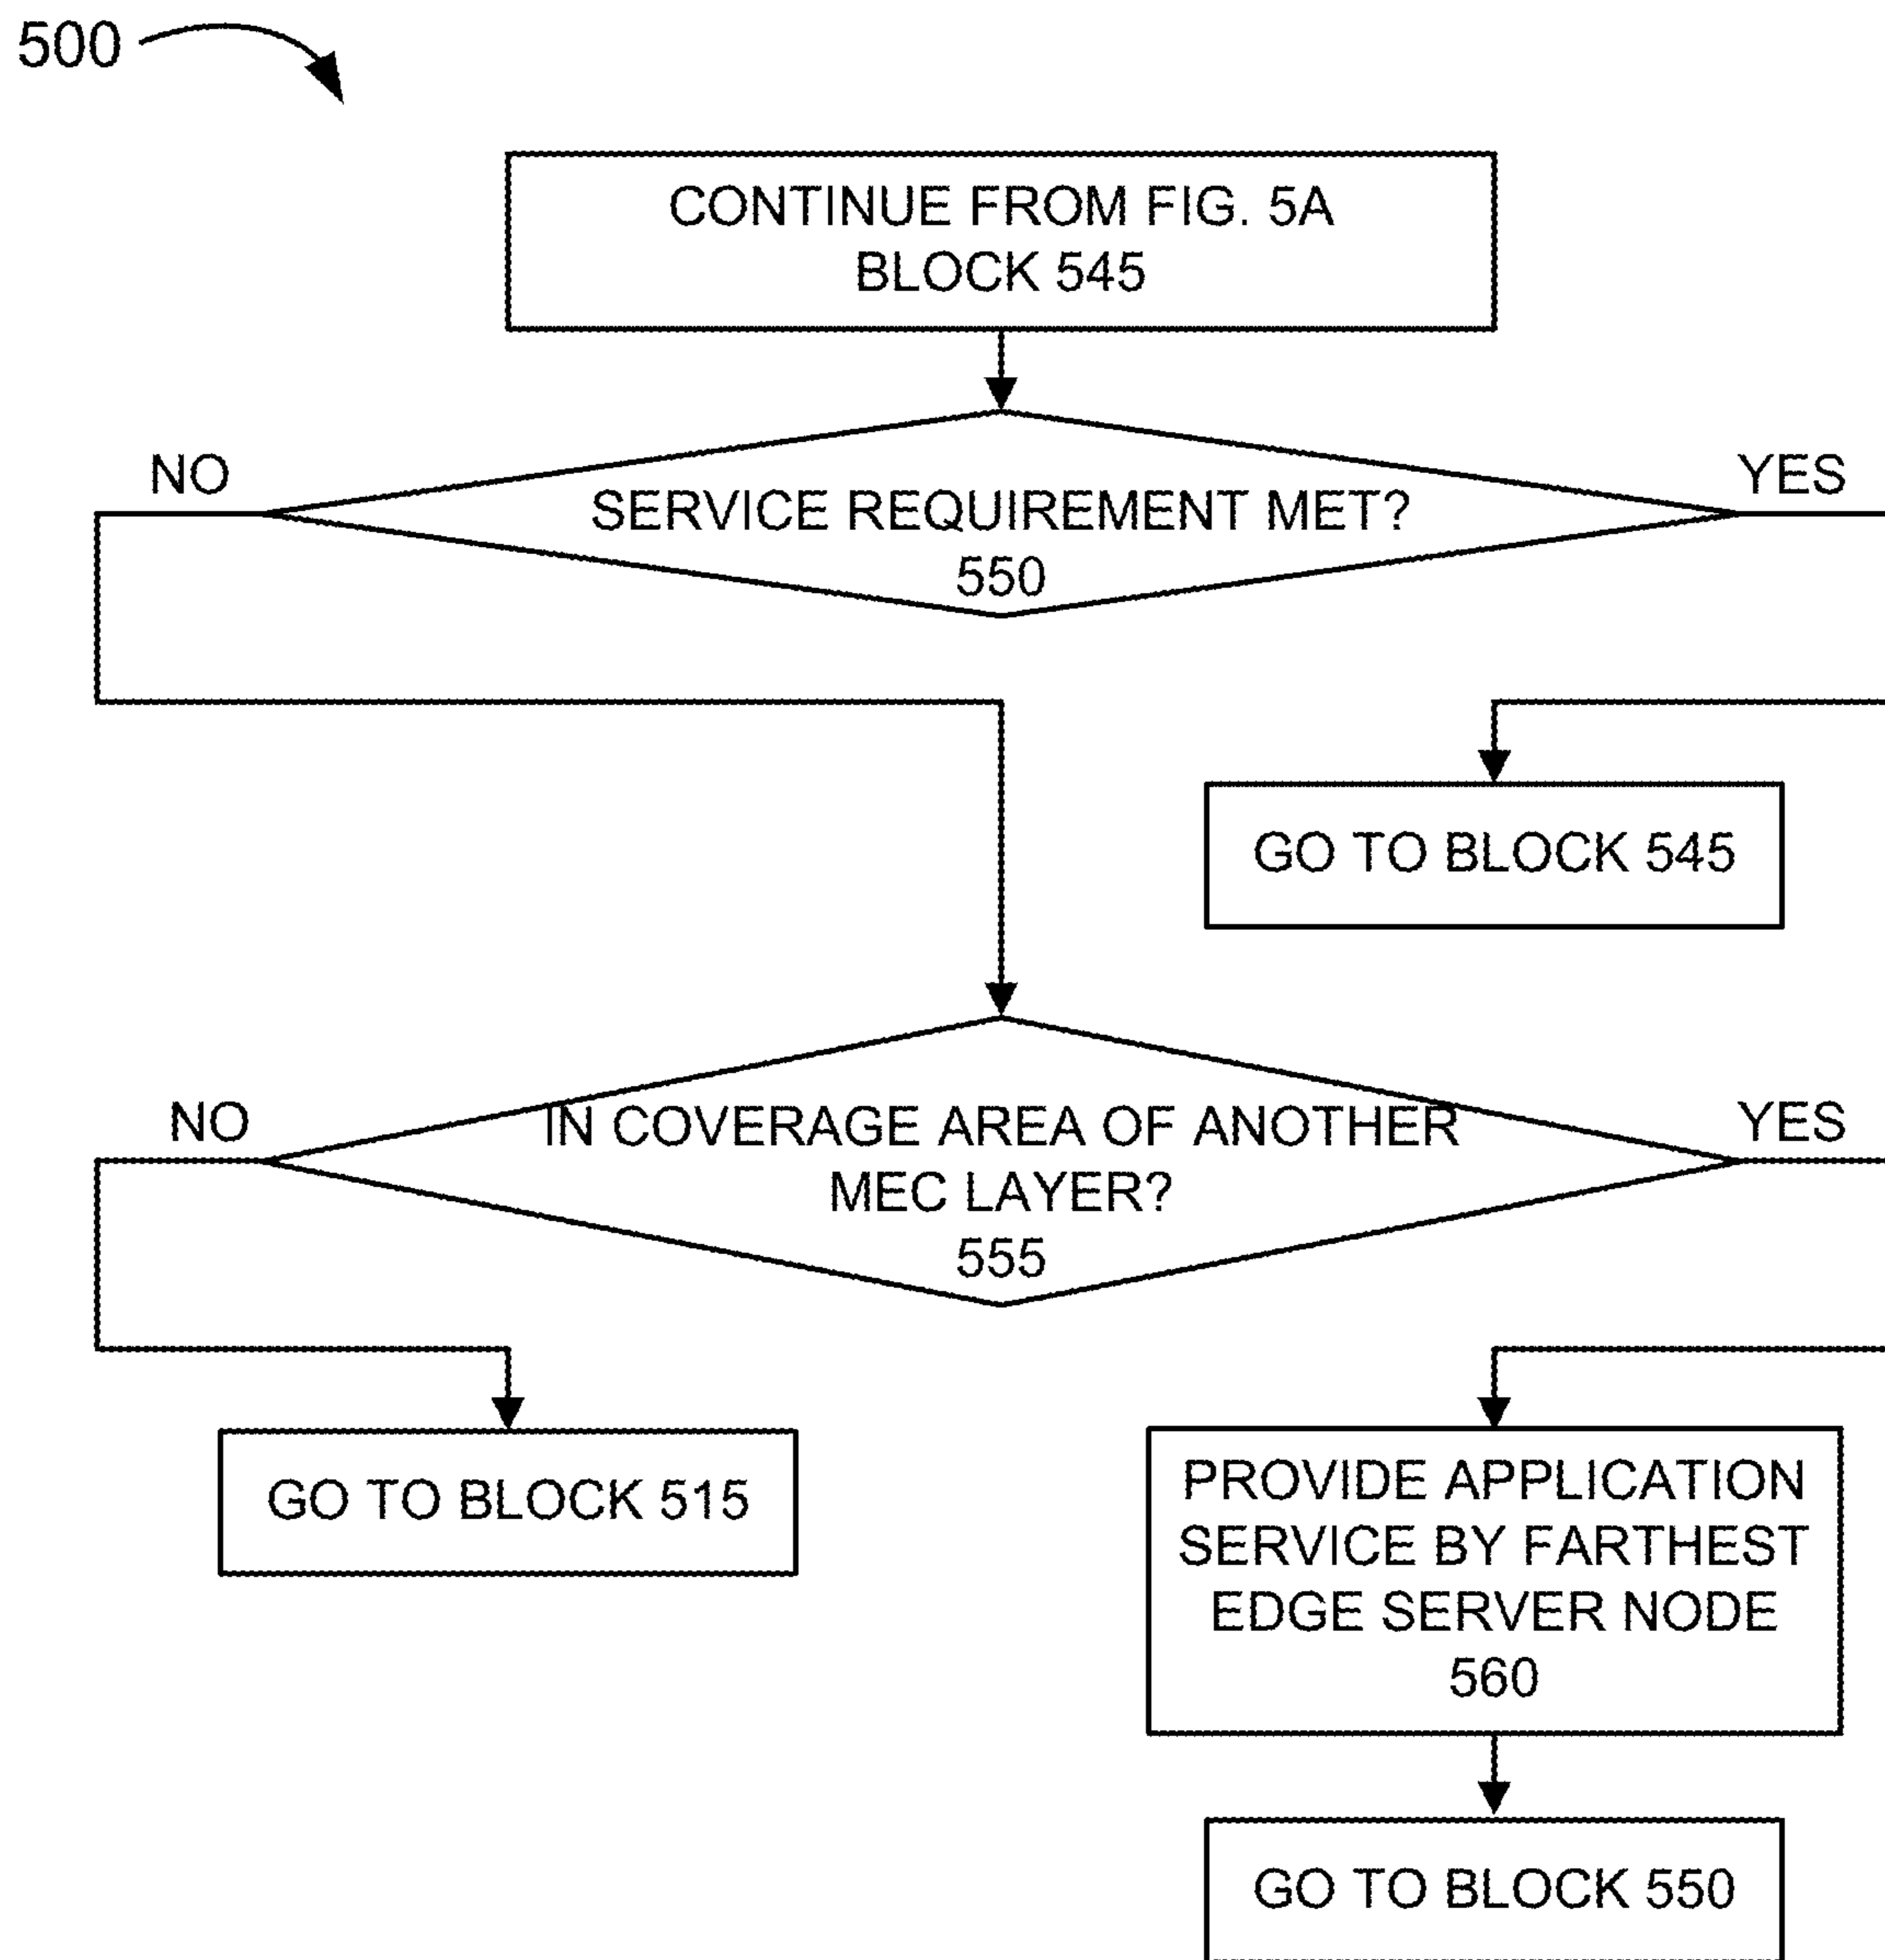 500
CONTINUE FROM FIG. 5A
BLOCK 545
NO
YES
SERVICE REQUIREMENT MET?
550
GO TO BLOCK 545
NO
YES
IN COVERAGE AREA OF ANOTHER
MEC LAYER?
555
GO TO BLOCK 515
PROVIDE APPLICATION
SERVICE BY FARTHEST
EDGE SERVER NODE
560
GO TO BLOCK 550